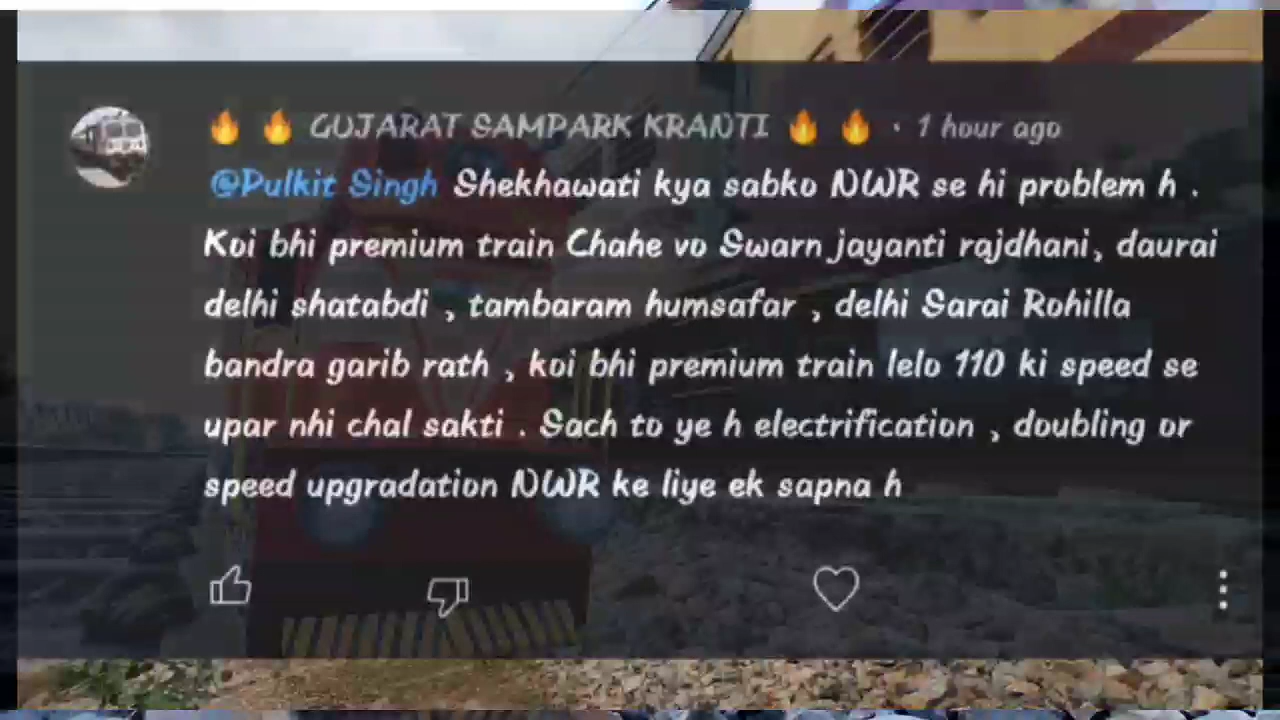 🔥 🔥 GUJARAT SAMPARK KRANTI 🔥 🔥 · 1 hour ago
@Pulkit Singh Shekhawati kya sabko NWR se hi problem h .
Koi bhi premium train Chahe vo Swarn jayanti rajdhani, daurai
delhi shatabdi , tambaram humsafar , delhi Sarai Rohilla
bandra garib rath , koi bhi premium train lelo 110 ki speed se
upar nhi chal sakti . Sach to ye h electrification , doubling or
speed upgradation NWR ke liye ek sapna h